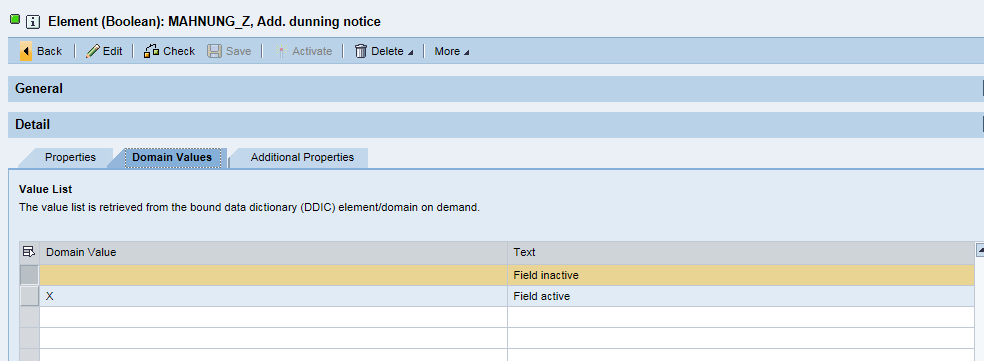 Element (Boolean): MAHNUNG_Z, Add. dunning notice
Back Edit Check Save Activate Delete More
General
Detail
Properties Domain Values Additional Properties
Value List
The value list is retrieved from the bound data dictionary (DDIC) element/domain on demand.
Domain Value Text
Field inactive
X Field active